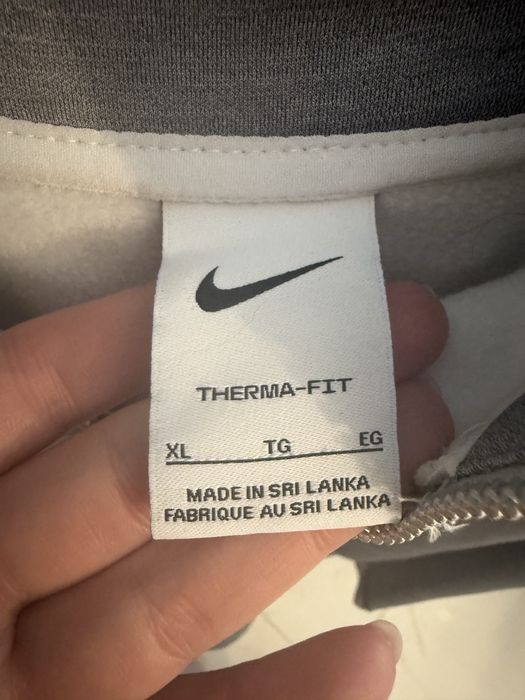 THERMA-FIT
XL TG EG
MADE IN SRI LANKA
FABRIQUE AU SRI LANKA